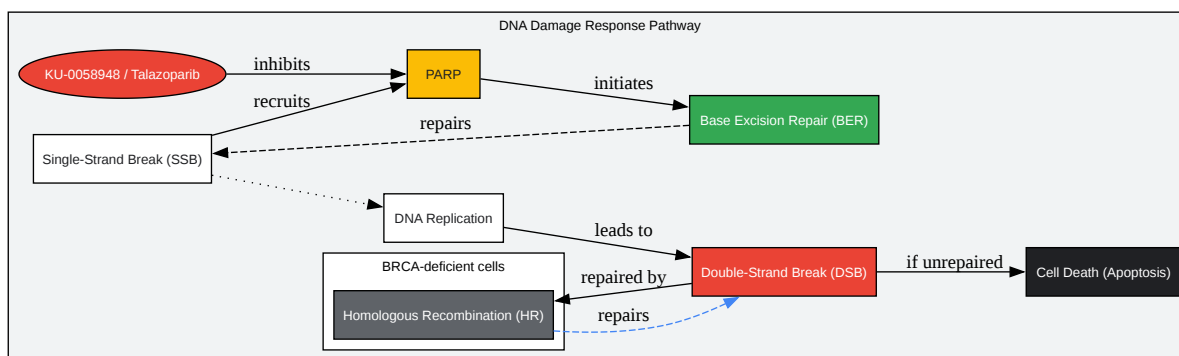 DNA Damage Response Pathway
KU-0058948 / Talazoparib
inhibits
PARP
initiates
recruits
Base Excision Repair (BER)
repairs
Single-Strand Break (SSB)
DNA Replication
leads to
BRCA-deficient cells
Double-Strand Break (DSB)
if unrepaired
Cell Death (Apoptosis)
repaired by
Homologous Recombination (HR)
repairs